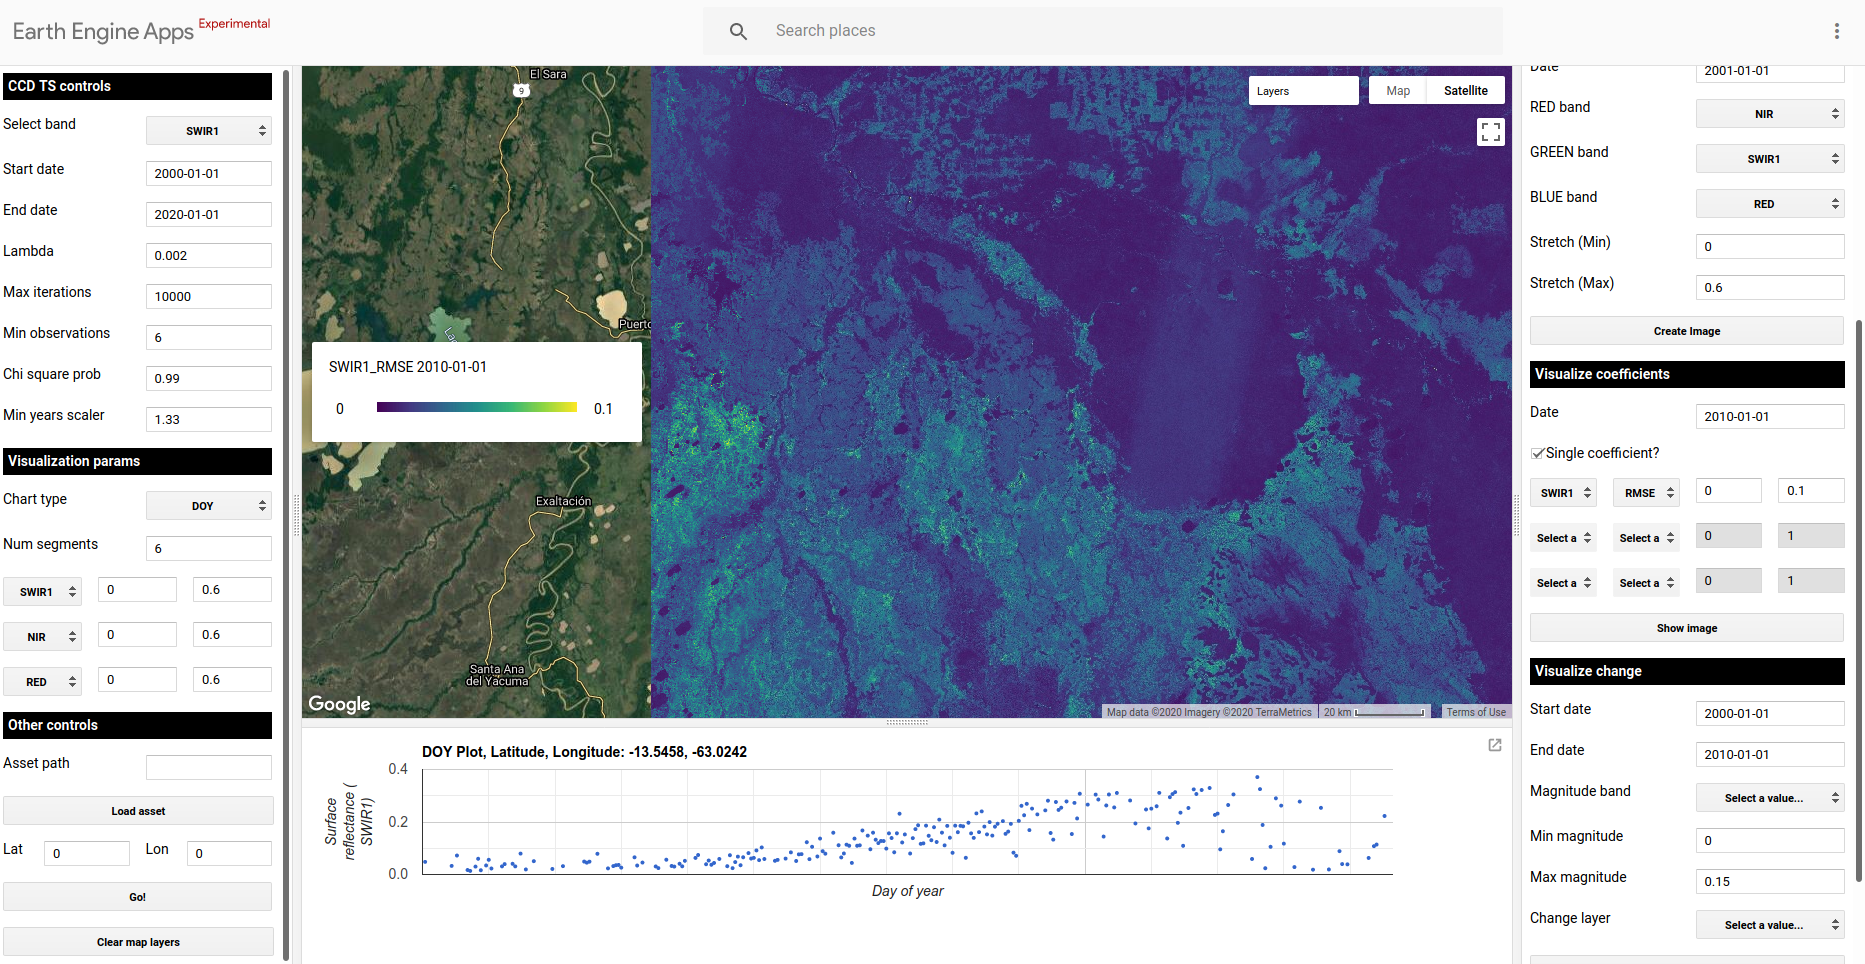 Earth Engine Apps Experimental
Search places
CCD TS controls
Select band
SWIR1
Start date
2000-01-01
End date
2020-01-01
Lambda
0.002
Max iterations
10000
Min observations
6
Chi square prob
0.99
Min years scaler
1.33
Visualization params
Chart type
DOY
Num segments
6
SWIR1 0 0.6
NIR 0 0.6
RED 0 0.6
Other controls
Asset path
Load asset
Lat 0 Lon 0
Go!
Clear map layers
El Sara
9
Puerto
Exaltación
Santa Ana
del Yacuma
Google
SWIR1_RMSE 2010-01-01
0 0.1
Layers
Map Satellite
Map data ©2020 Imagery ©2020 TerraMetrics 20 km Terms of Use
DOY Plot, Latitude, Longitude: -13.5458, -63.0242
Surface
reflectance (
SWIR1)
0.4
0.2
0.0
Day of year
Date
2001-01-01
RED band
NIR
GREEN band
SWIR1
BLUE band
RED
Stretch (Min)
0
Stretch (Max)
0.6
Create Image
Visualize coefficients
Date
2010-01-01
Single coefficient?
SWIR1 RMSE 0 0.1
Select a Select a 0 1
Select a Select a 0 1
Show image
Visualize change
Start date
2000-01-01
End date
2010-01-01
Magnitude band
Select a value...
Min magnitude
0
Max magnitude
0.15
Change layer
Select a value...